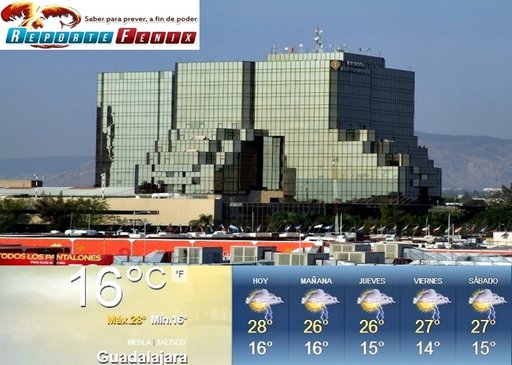 Saber para prever, a fin de poder
REPORTE FENIX
TODOS LOS PANTALONES
16°C °F
Máx.28° Mín.16°
NIEBLA | JALISCO
Guadalajara
HOY MAÑANA JUEVES VIERNES SÁBADO
28° 26° 26° 27° 27°
16° 16° 15° 14° 15°